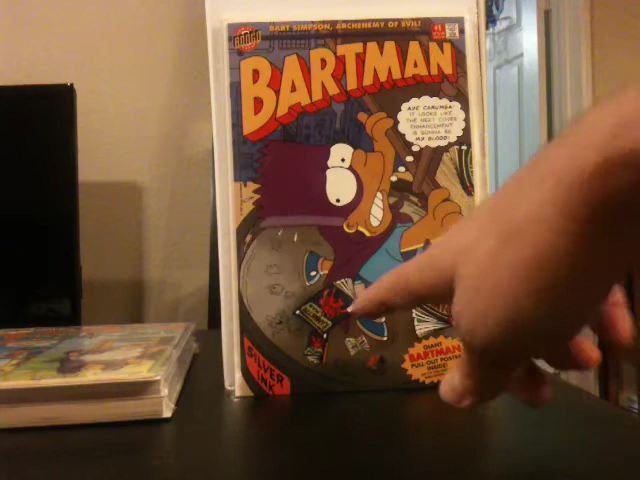 BART SIMPSON, ARCHENEMY OF EVIL!
BONGO
#1
BARTMAN
AYE CARUMBA!
IT LOOKS LIKE
THE NEXT COVER
ENHANCEMENT
IS GONNA BE
MY BLOOD!
GIANT
BARTMAN
PULL-OUT POSTER
INSIDE!
SILVER
INK